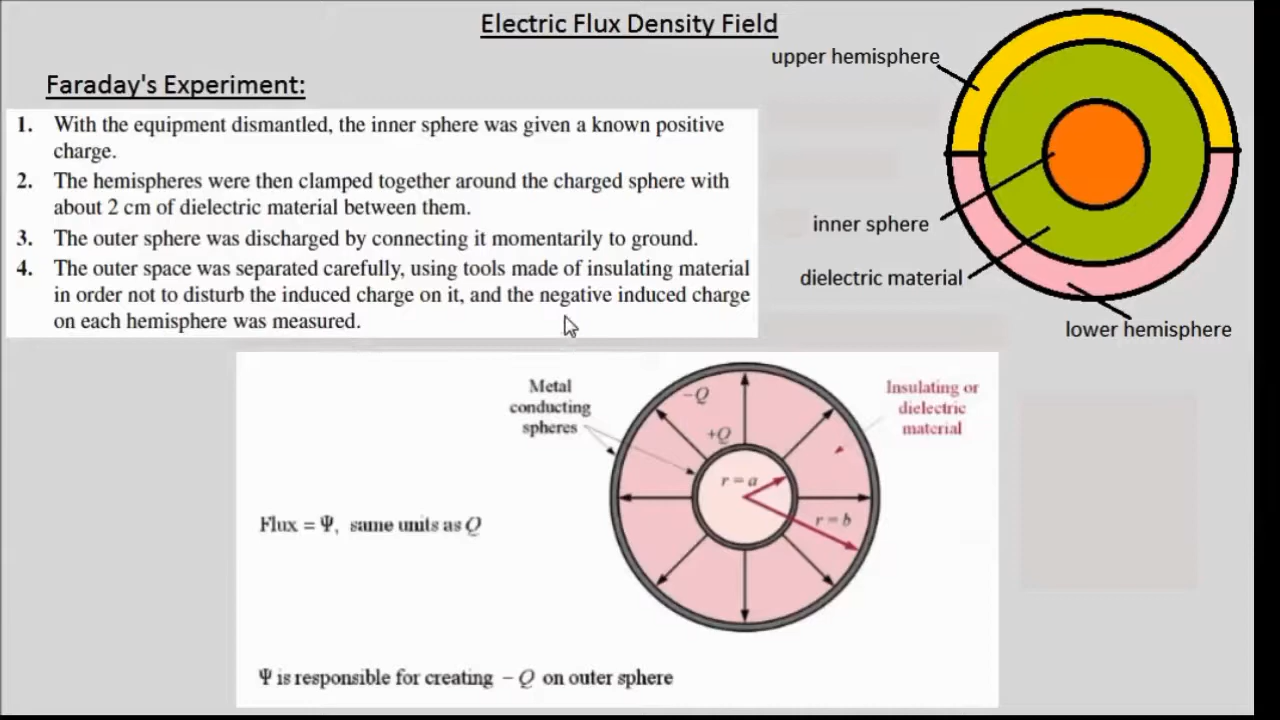 Electric Flux Density Field
Faraday's Experiment:
1. With the equipment dismantled, the inner sphere was given a known positive
charge.
2. The hemispheres were then clamped together around the charged sphere with
about 2 cm of dielectric material between them.
3. The outer sphere was discharged by connecting it momentarily to ground.
4. The outer space was separated carefully, using tools made of insulating material
in order not to disturb the induced charge on it, and the negative induced charge
on each hemisphere was measured.
upper hemisphere
inner sphere
dielectric material
lower hemisphere
Metal
conducting
spheres
−Q
+Q
r = a
r = b
Insulating or
dielectric
material
Flux = Ψ, same units as Q
Ψ is responsible for creating − Q on outer sphere